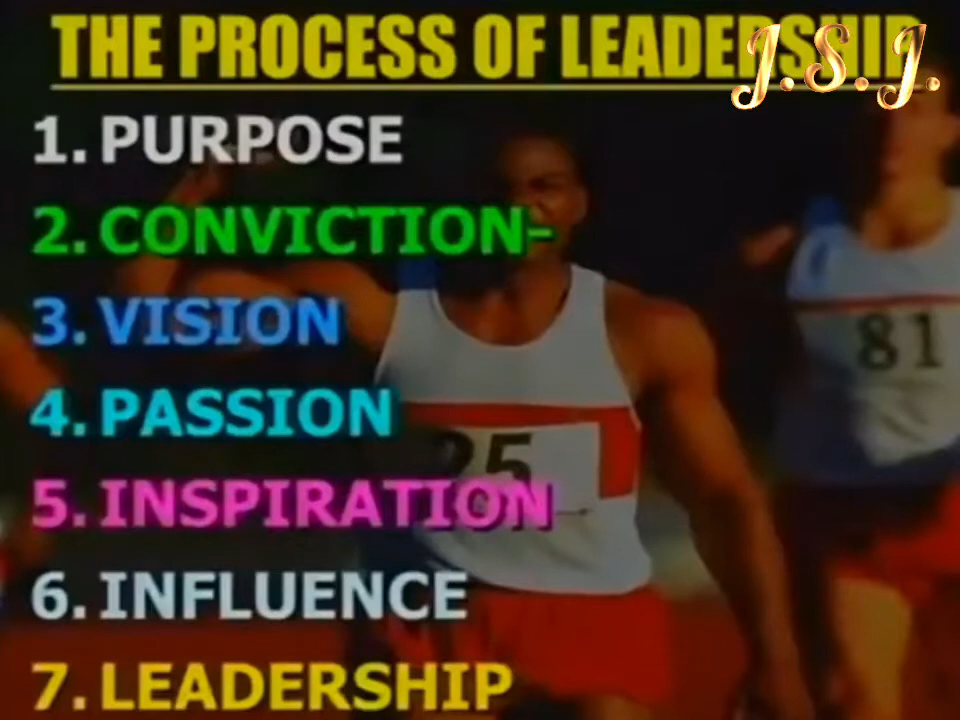 THE PROCESS OF LEADERSHIP
J.S.J.
1. PURPOSE
2. CONVICTION-
3. VISION
81
4. PASSION
25
5. INSPIRATION
6. INFLUENCE
7. LEADERSHIP